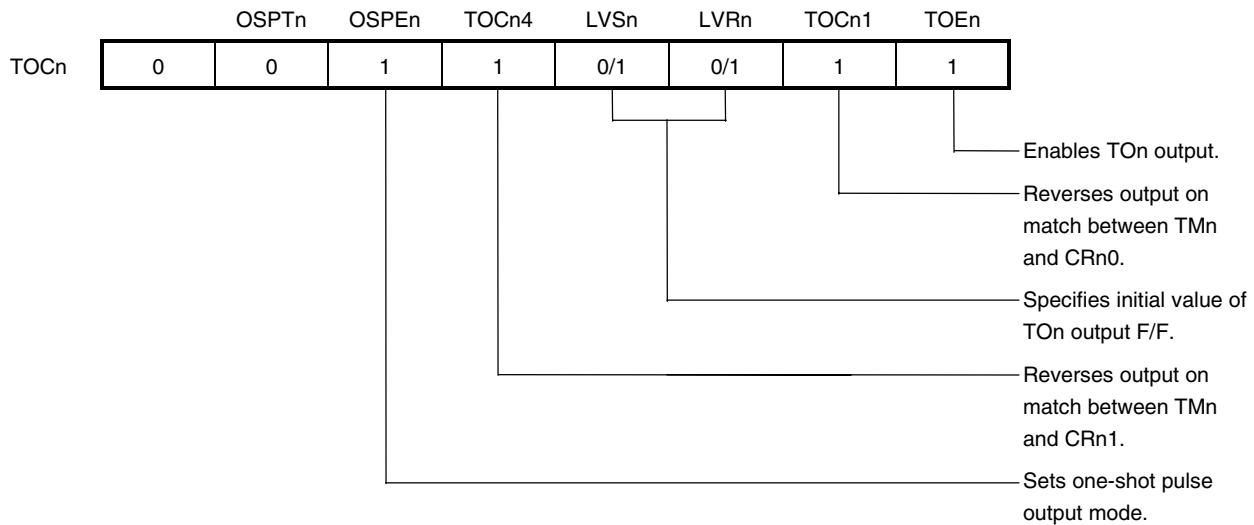 OSPTn OSPEn TOCn4 LVSn LVRn TOCn1 TOEn
TOCn 0 0 1 1 0/1 0/1 1 1
Enables TOn output.
Reverses output on
match between TMn
and CRn0.
Specifies initial value of
TOn output F/F.
Reverses output on
match between TMn
and CRn1.
Sets one-shot pulse
output mode.